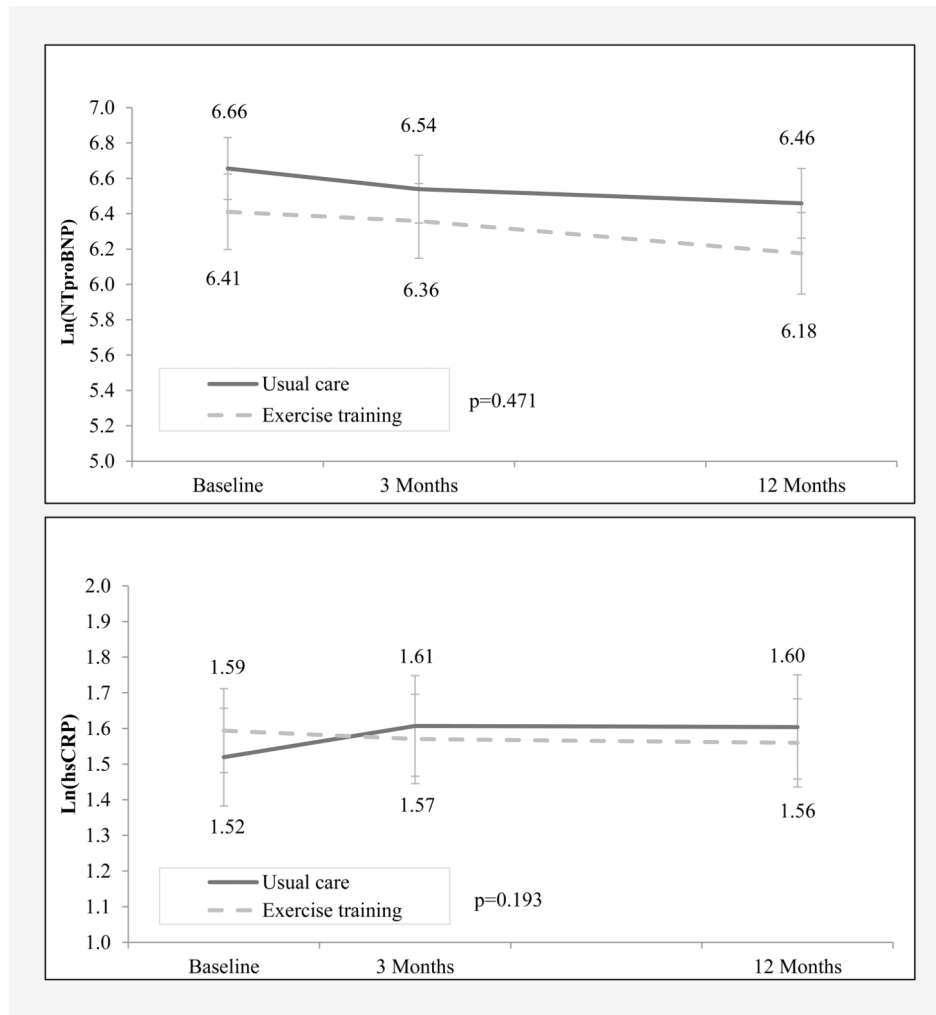 Ln(NTproBNP)
7.0
6.8
6.6
6.4
6.2
6.0
5.8
5.6
5.4
5.2
5.0
6.66
6.54
6.46
6.41
6.36
6.18
Usual care
Exercise training
p=0.471
Baseline
3 Months
12 Months
Ln(hsCRP)
2.0
1.9
1.8
1.7
1.6
1.5
1.4
1.3
1.2
1.1
1.0
1.59
1.61
1.60
1.52
1.57
1.56
Usual care
Exercise training
p=0.193
Baseline
3 Months
12 Months